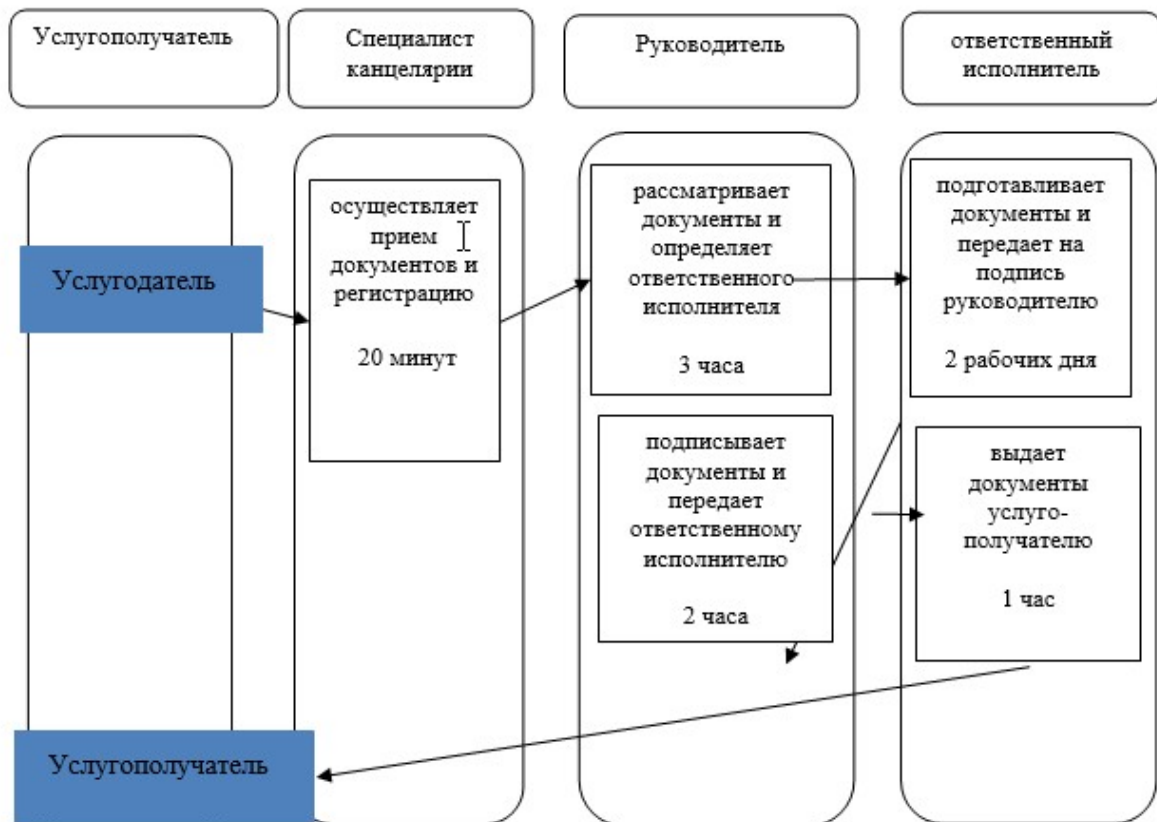 Услугополучатель
Специалист
канцелярии
Руководитель
ответственный
исполнитель
Услугодатель
осуществляет
прием
документов и
регистрацию
20 минут
рассматривает
документы и
определяет
ответственного
исполнителя
3 часа
подготавливает
документы и
передает на
подпись
руководителю
2 рабочих дня
подписывает
документы и
передает
ответственному
исполнителю
2 часа
выдает
документы
услуго-
получателю
1 час
Услугополучатель